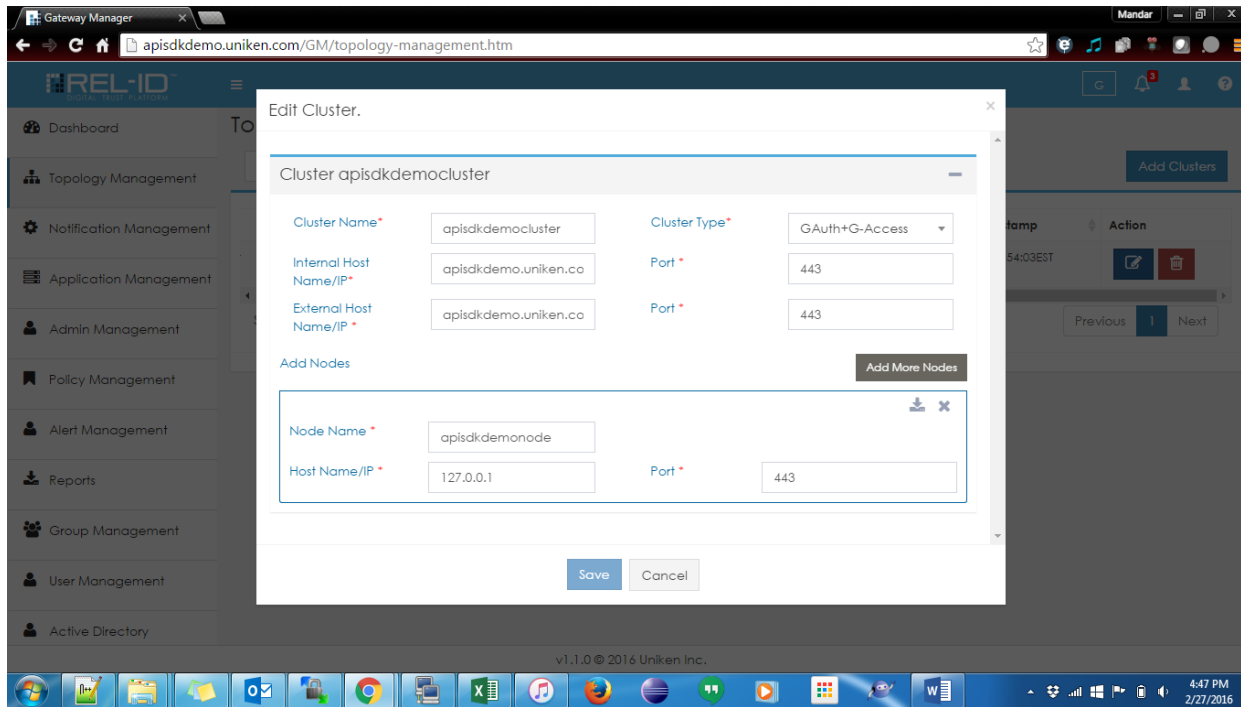 Gateway Manager
Mandar
apisdkdemo.uniken.com/GM/topology-management.htm
REL-ID™
DIGITAL TRUST PLATFORM
G
3
Dashboard
Topology Management
Notification Management
Application Management
Admin Management
Policy Management
Alert Management
Reports
Group Management
User Management
Active Directory
To
Add Clusters
tamp Action
54:03EST
Previous 1 Next
Edit Cluster.
Cluster apisdkdemocluster
Cluster Name* apisdkdemocluster Cluster Type* GAuth+G-Access
Internal Host Name/IP* apisdkdemo.uniken.co Port * 443
External Host Name/IP * apisdkdemo.uniken.co Port * 443
Add Nodes Add More Nodes
Node Name * apisdkdemonode
Host Name/IP * 127.0.0.1 Port * 443
Save Cancel
v1.1.0 © 2016 Uniken Inc.
4:47 PM
2/27/2016